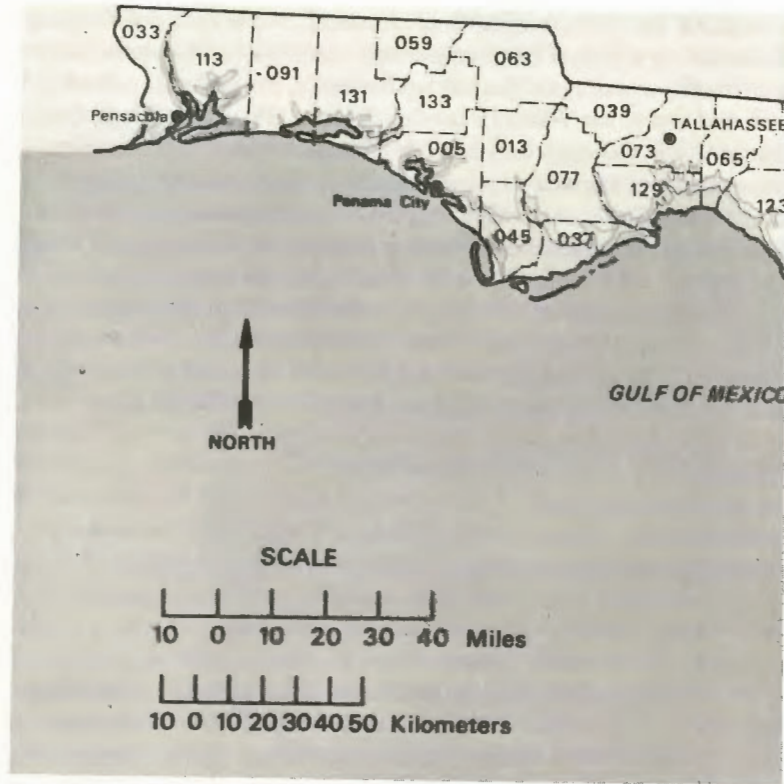 033
059
063
113
091
131
133
039
Pensacola
TALLAHASSEE
005
013
073
065
077
129
Panama City
123
045
037
GULF OF MEXICO
NORTH
SCALE
10 0 10 20 30 40 Miles
10 0 10 20 30 40 50 Kilometers